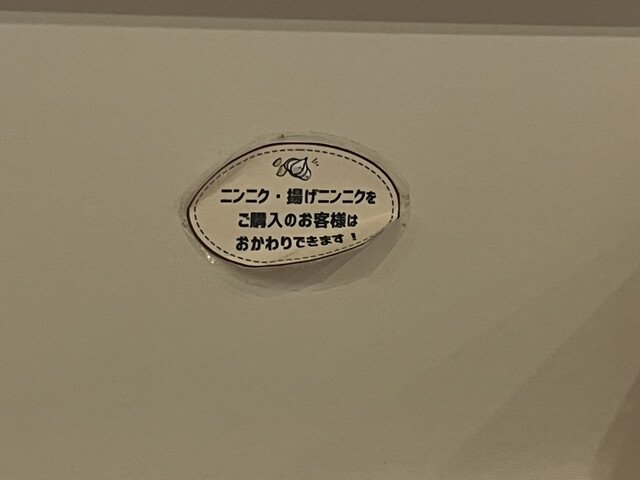 ニンニク・揚げニンニクを
ご購入のお客様は
おかわりできます！